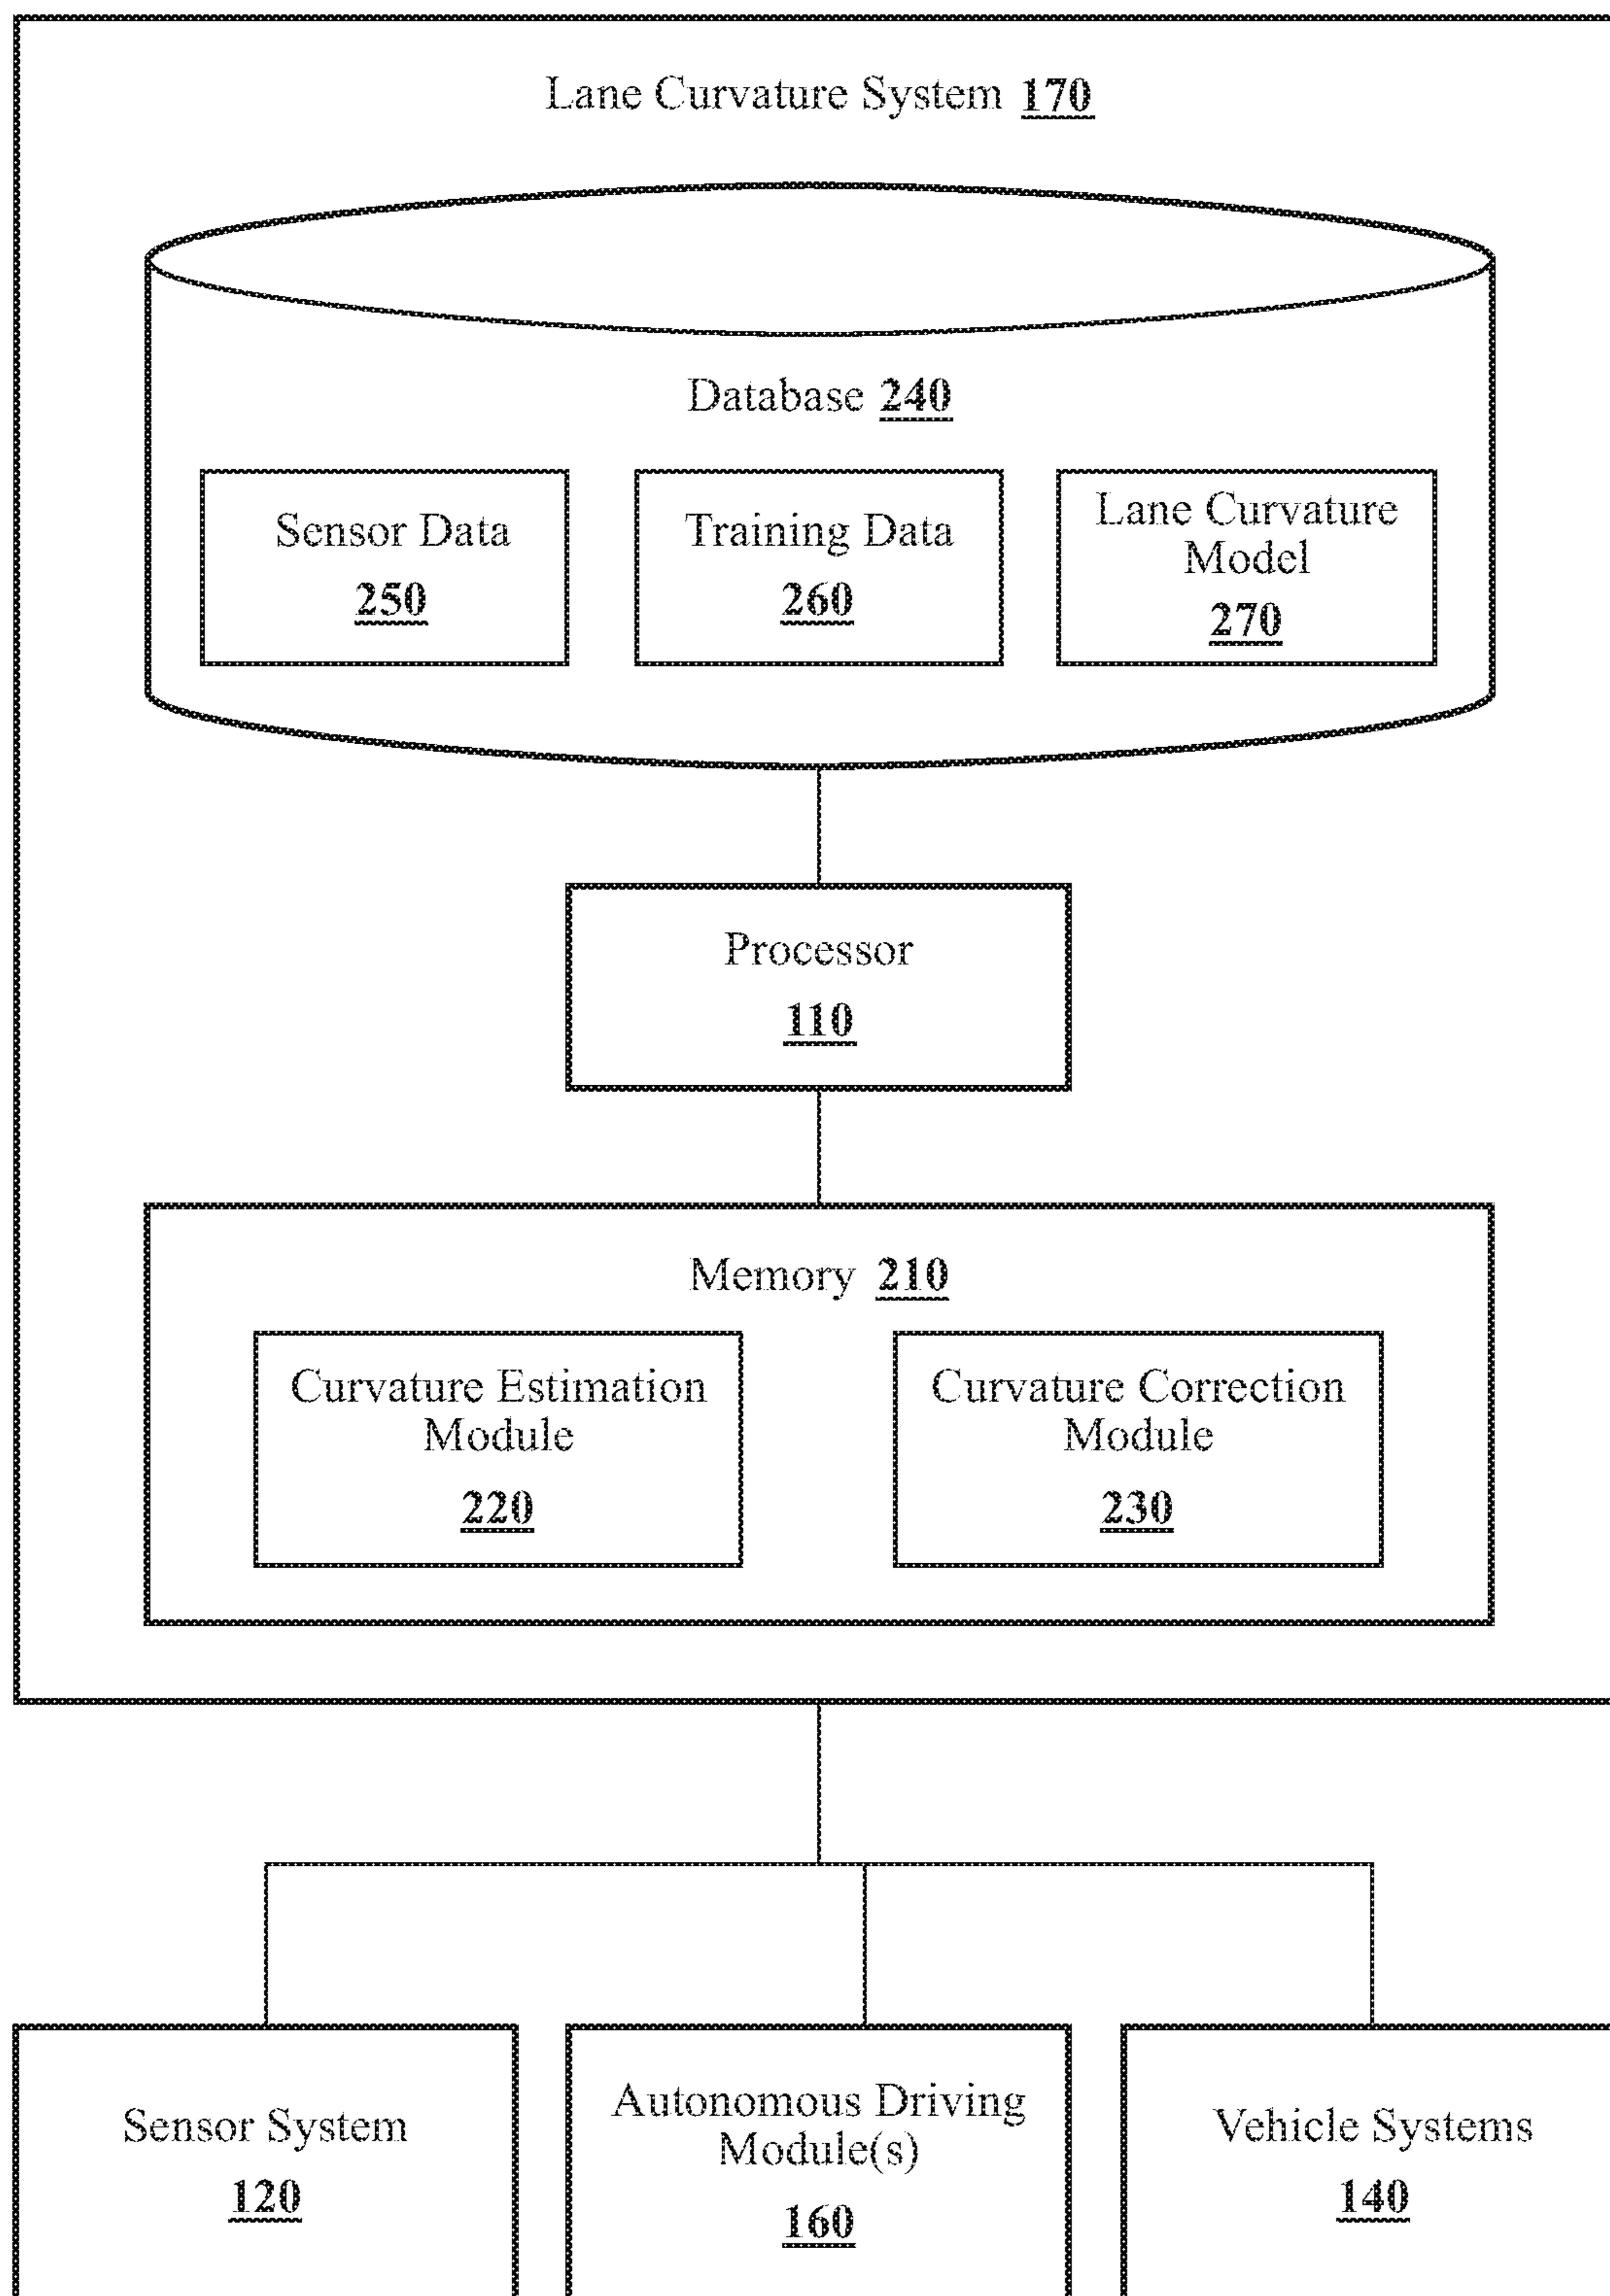 Lane Curvature System 170
Database 240
Sensor Data
250
Training Data
260
Lane Curvature
Model
270
Processor
110
Memory 210
Curvature Estimation
Module
220
Curvature Correction
Module
230
Sensor System
120
Autonomous Driving
Module(s)
160
Vehicle Systems
140